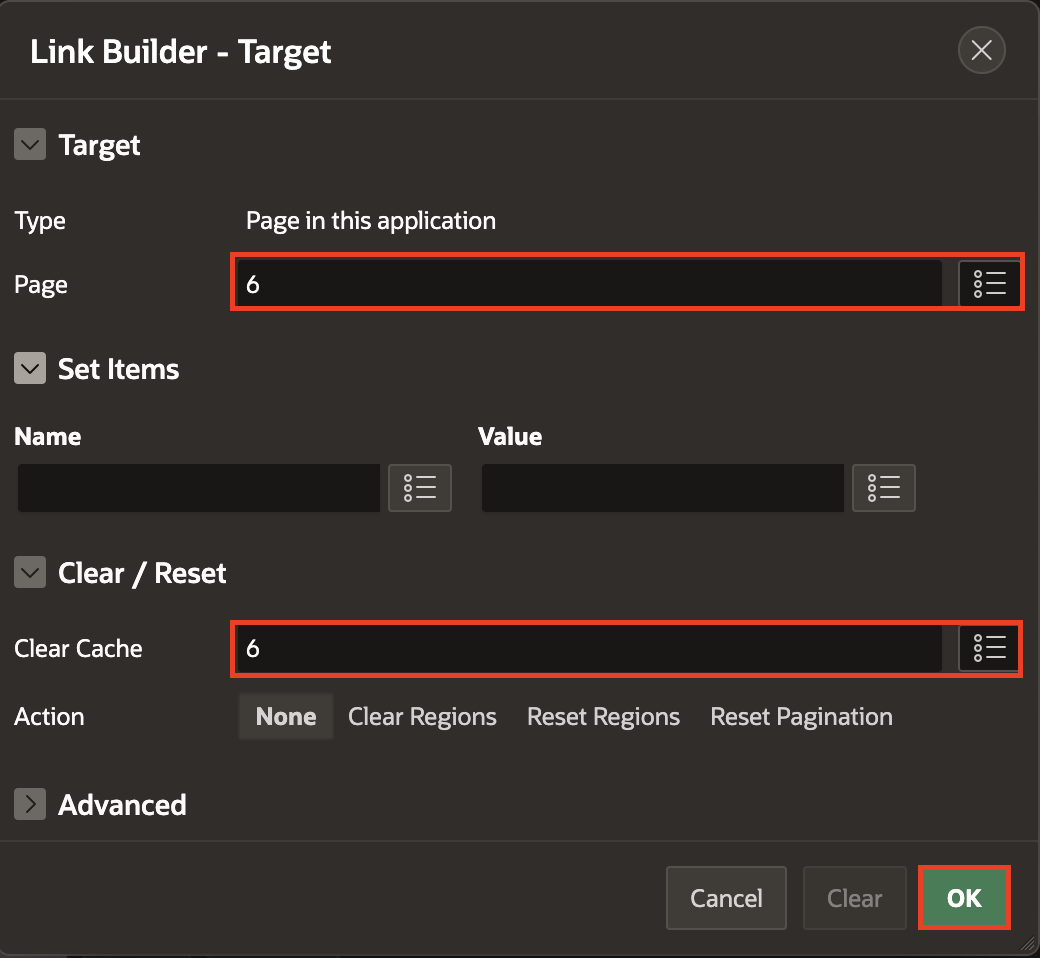 Link Builder - Target
Target
Type Page in this application
Page 6
Set Items
Name Value
Clear / Reset
Clear Cache 6
Action None Clear Regions Reset Regions Reset Pagination
Advanced
Cancel Clear OK